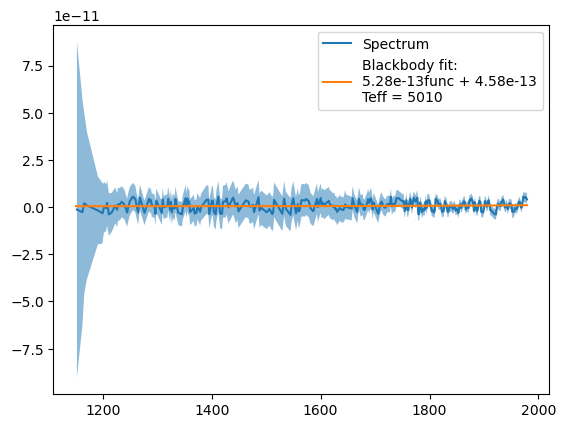 1e−11
Spectrum
Blackbody fit:
5.28e-13func + 4.58e-13
Teff = 5010
7.5
5.0
2.5
0.0
−2.5
−5.0
−7.5
1200 1400 1600 1800 2000